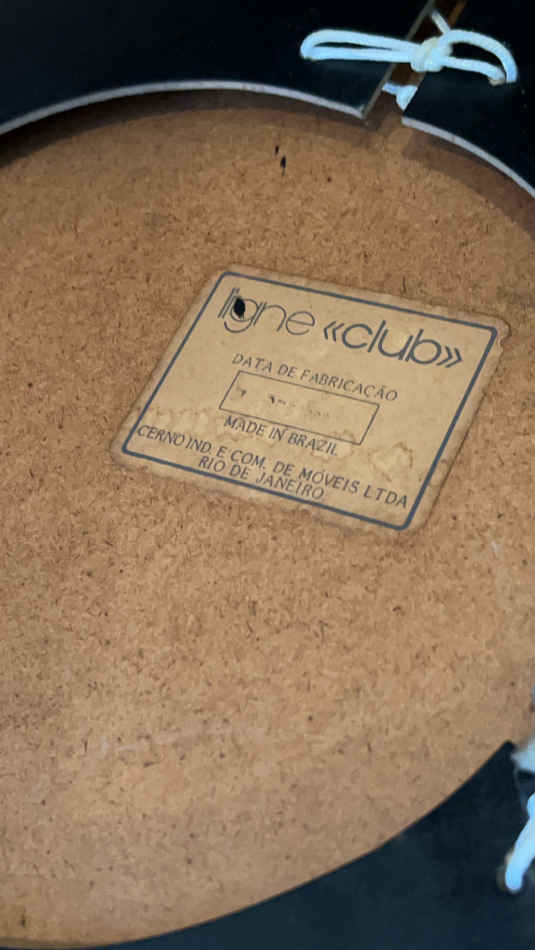 ligne «club»
DATA DE FABRICAÇÃO
MADE IN BRAZIL
CERNO IND. E COM. DE MÓVEIS LTDA
RIO DE JANEIRO